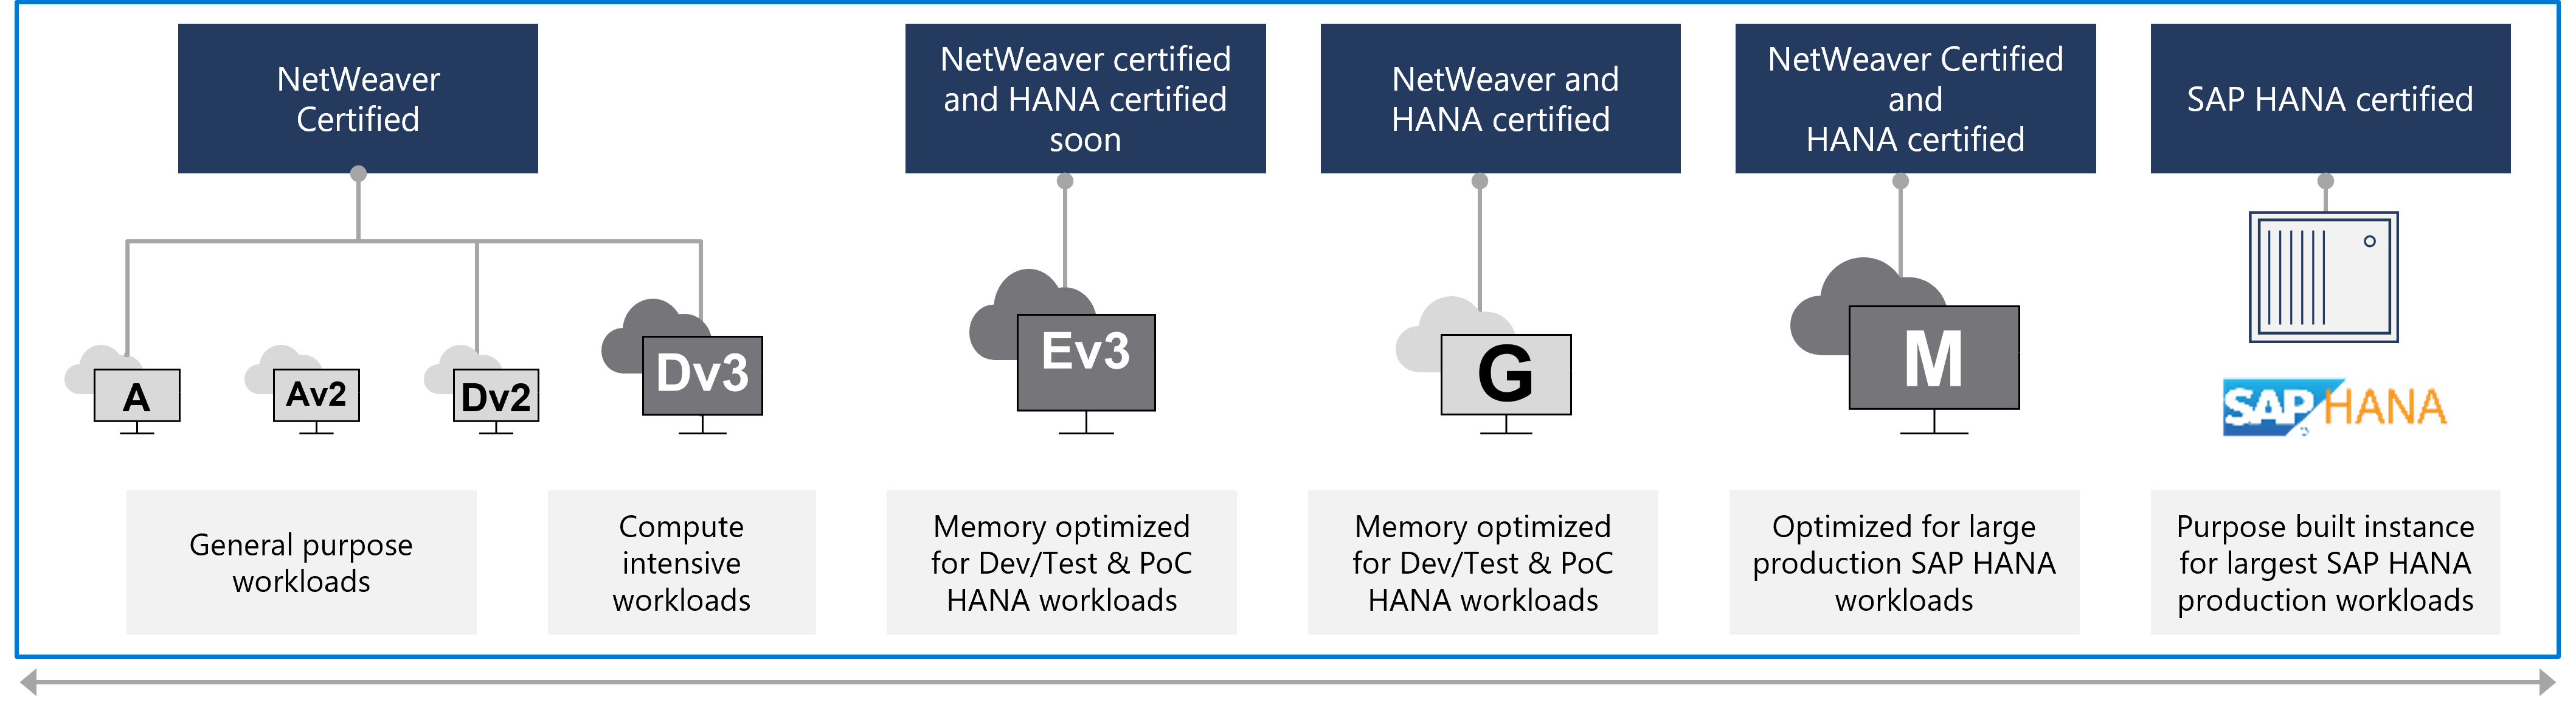 NetWeaver
Certified
NetWeaver certified
and HANA certified
soon
NetWeaver and
HANA certified
NetWeaver Certified
and
HANA certified
SAP HANA certified
A
Av2
Dv2
Dv3
Ev3
G
M
SAP HANA
General purpose
workloads
Compute
intensive
workloads
Memory optimized
for Dev/Test & PoC
HANA workloads
Memory optimized
for Dev/Test & PoC
HANA workloads
Optimized for large
production SAP HANA
workloads
Purpose built instance
for largest SAP HANA
production workloads